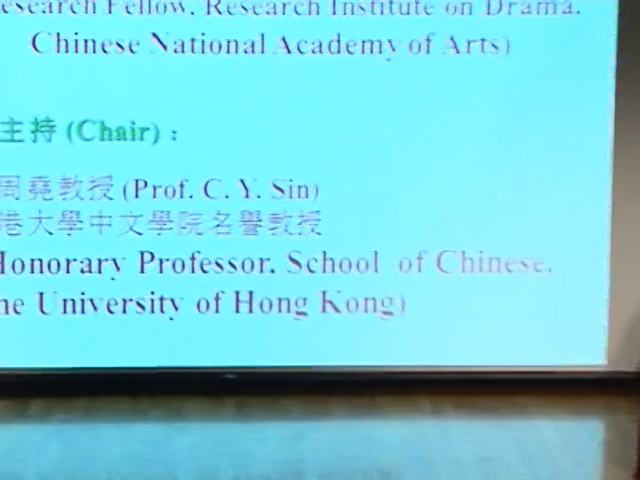 esearch Fellow, Research Institute on Drama,
Chinese National Academy of Arts)
主持 (Chair) :
周堯教授 (Prof. C. Y. Sin)
港大學中文學院名譽教授
Honorary Professor, School of Chinese,
he University of Hong Kong)